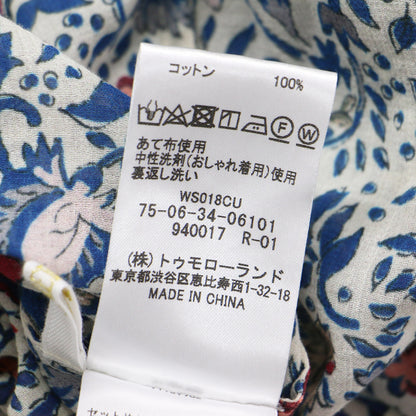 コットン 100%
あて布使用
中性洗剤(おしゃれ着用)使用
裏返し洗い
WS018CU
75-06-34-06101
940017 R-01
(株)トゥモローランド
東京都渋谷区恵比寿西1-32-18
MADE IN CHINA